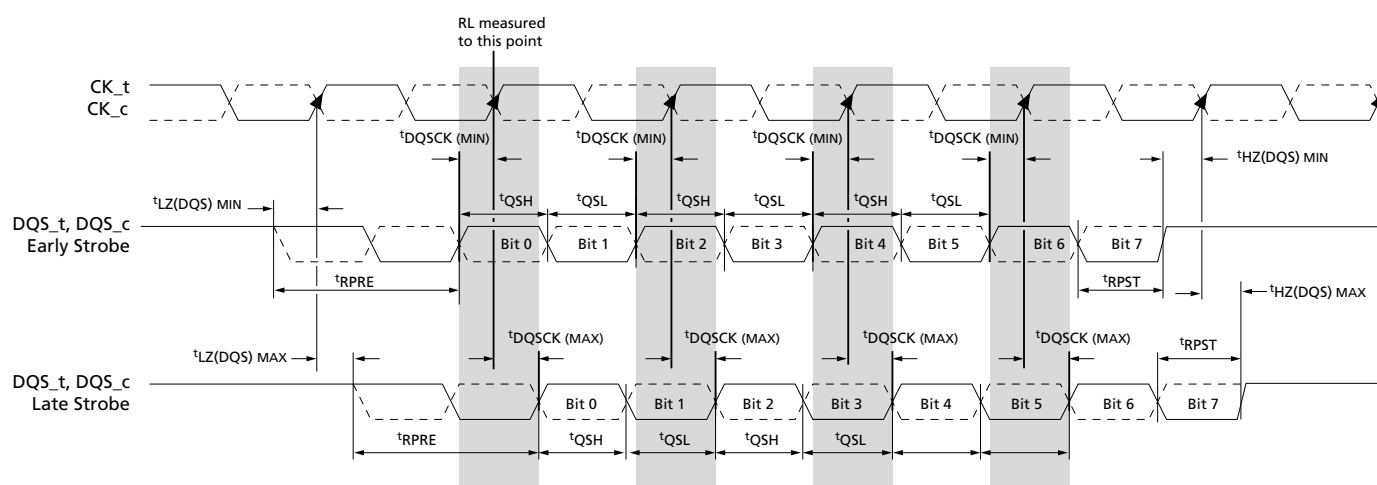 RL measured
to this point
CK_t
CK_c
tDQSCK (MIN) tDQSCK (MIN) tDQSCK (MIN) tDQSCK (MIN)
tHZ(DQS) MIN
tLZ(DQS) MIN
tQSH tQSL tQSH tQSL tQSH tQSL
DQS_t, DQS_c
Early Strobe
Bit 0 Bit 1 Bit 2 Bit 3 Bit 4 Bit 5 Bit 6 Bit 7
tRPRE
tRPST
tHZ(DQS) MAX
tDQSCK (MAX) tDQSCK (MAX) tDQSCK (MAX) tDQSCK (MAX)
tLZ(DQS) MAX
tRPST
DQS_t, DQS_c
Late Strobe
Bit 0 Bit 1 Bit 2 Bit 3 Bit 4 Bit 5 Bit 6 Bit 7
tRPRE
tQSH tQSL tQSH tQSL